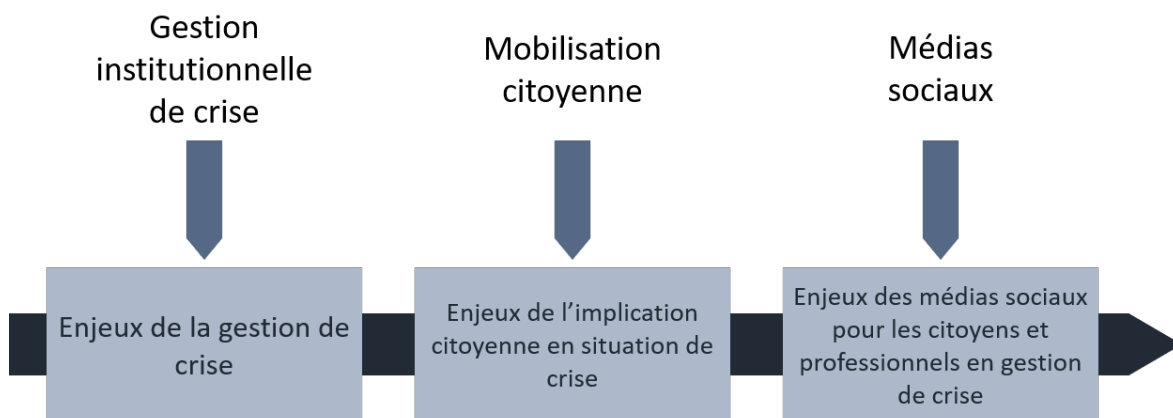 Gestion
institutionnelle
de crise
Mobilisation
citoyenne
Médias
sociaux
Enjeux de la gestion de
crise
Enjeux de l'implication
citoyenne en situation de
crise
Enjeux des médias sociaux
pour les citoyens et
professionnels en gestion
de crise